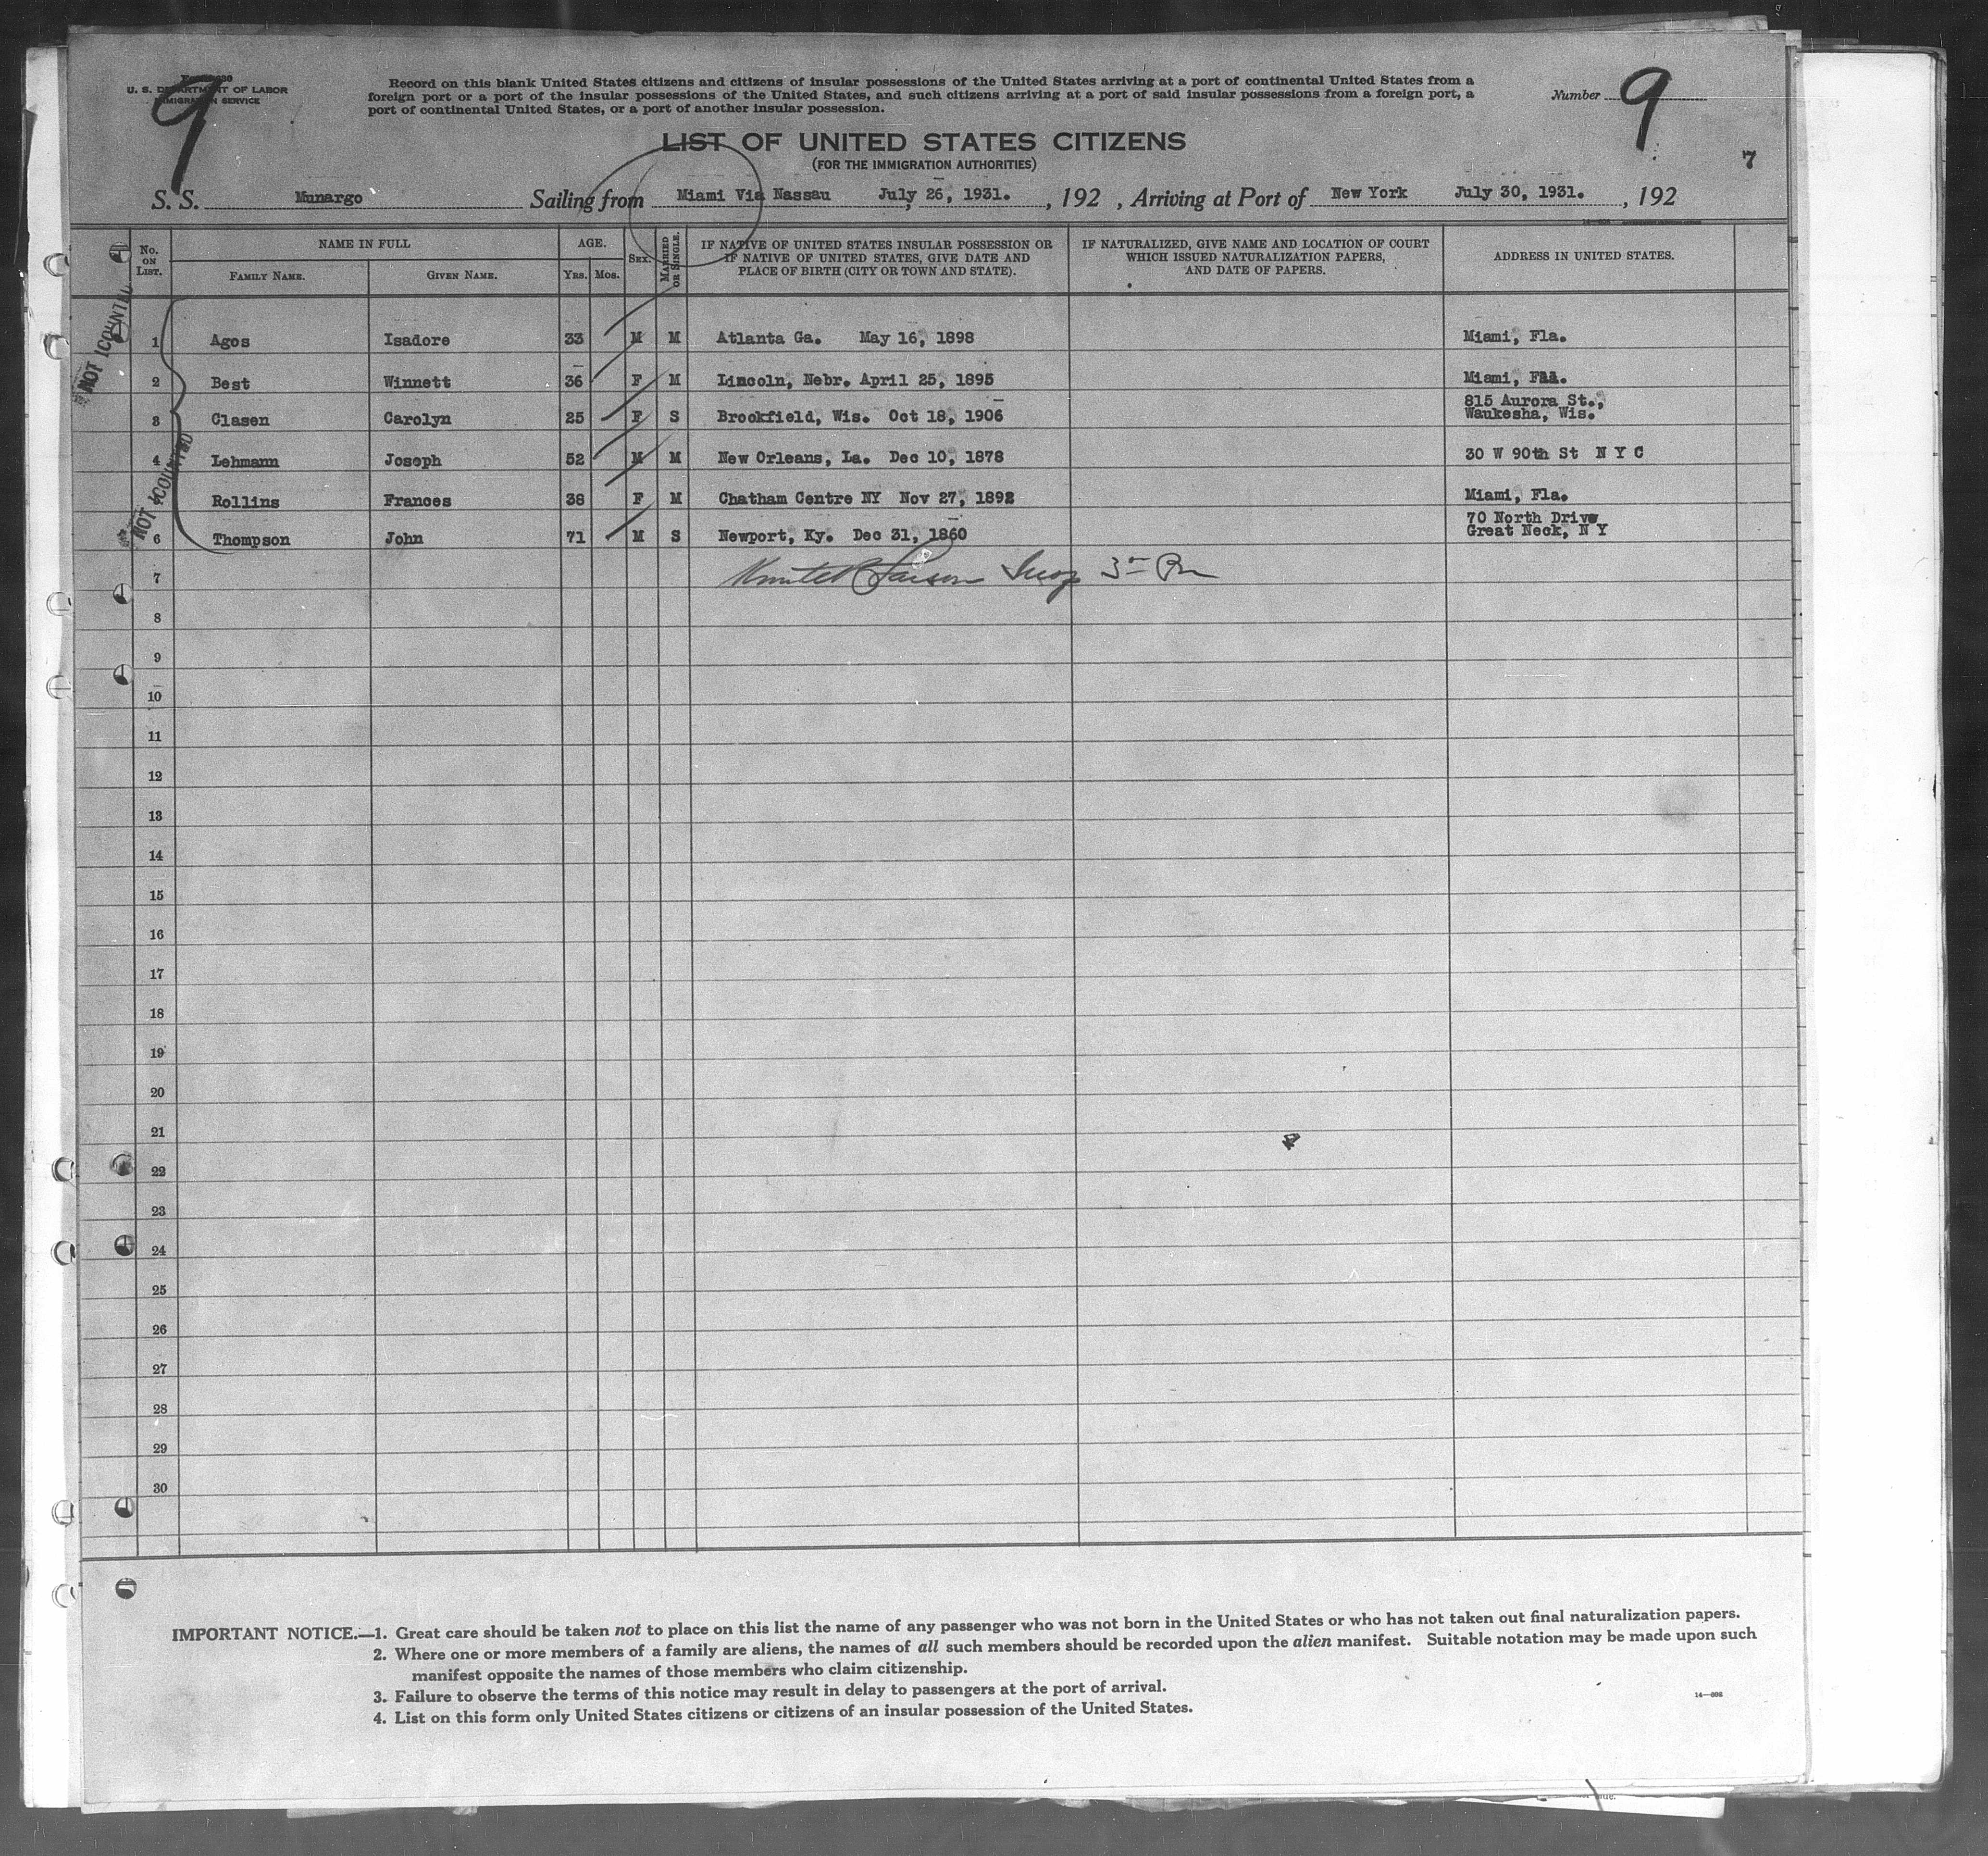 U. S. DEPARTMENT OF LABOR
IMMIGRATION SERVICE
9
Record on this blank United States citizens and citizens of insular possessions of the United States arriving at a port of continental United States from a
foreign port or a port of the insular possessions of the United States, and such citizens arriving at a port of said insular possessions from a foreign port, a
port of continental United States, or a port of another insular possession.
Number 9
LIST OF UNITED STATES CITIZENS
(FOR THE IMMIGRATION AUTHORITIES)
7
S. S. Munargo Sailing from Miami Via Nassau July 26, 1931. , 192 , Arriving at Port of New York July 30, 1931. , 192
No. ON LIST. NAME IN FULL FAMILY NAME. GIVEN NAME. AGE. YRS. MOS. SEX. MARRIED OR SINGLE. IF NATIVE OF UNITED STATES INSULAR POSSESSION OR IF NATIVE OF UNITED STATES, GIVE DATE AND PLACE OF BIRTH (CITY OR TOWN AND STATE). IF NATURALIZED, GIVE NAME AND LOCATION OF COURT WHICH ISSUED NATURALIZATION PAPERS, AND DATE OF PAPERS. ADDRESS IN UNITED STATES.
NOT COUNTED
1 Agos Isadore 33 M M Atlanta Ga. May 16, 1898 Miami, Fla.
2 Best Winnett 36 F M Lincoln, Nebr. April 25, 1895 Miami, Fla.
3 Clasen Carolyn 25 F S Brookfield, Wis. Oct 18, 1906 815 Aurora St., Waukesha, Wis.
4 Lehmann Joseph 52 M M New Orleans, La. Dec 10, 1878 30 W 90th St N Y C
NOT COUNTED
Rollins Frances 38 F M Chatham Centre NY Nov 27, 1892 Miami, Fla.
6 Thompson John 71 M S Newport, Ky. Dec 31, 1860 70 North Drive Great Neck, N Y
7
8
9
10
11
12
13
14
15
16
17
18
19
20
21
22
23
24
25
26
27
28
29
30
IMPORTANT NOTICE.—1. Great care should be taken not to place on this list the name of any passenger who was not born in the United States or who has not taken out final naturalization papers.
2. Where one or more members of a family are aliens, the names of all such members should be recorded upon the alien manifest. Suitable notation may be made upon such
manifest opposite the names of those members who claim citizenship.
3. Failure to observe the terms of this notice may result in delay to passengers at the port of arrival.
4. List on this form only United States citizens or citizens of an insular possession of the United States.